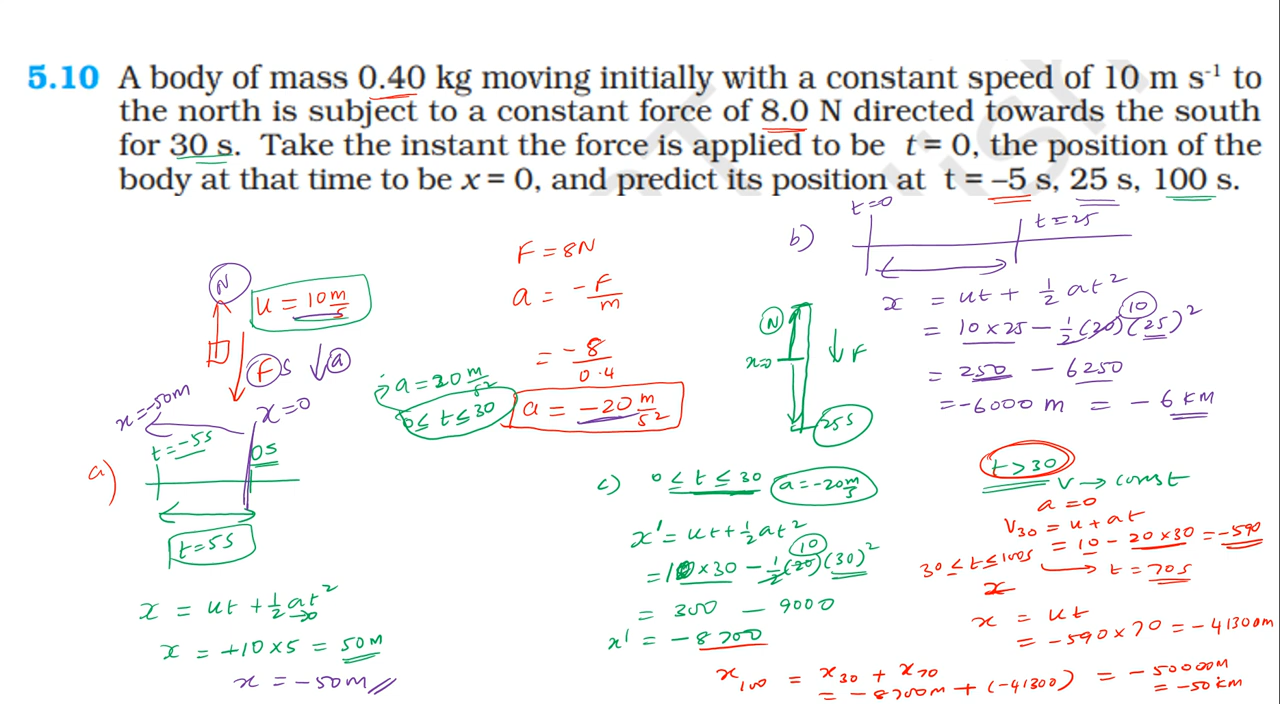 5.10 A body of mass 0.40 kg moving initially with a constant speed of 10 m s⁻¹ to
the north is subject to a constant force of 8.0 N directed towards the south
for 30 s. Take the instant the force is applied to be t = 0, the position of the
body at that time to be x = 0, and predict its position at t = –5 s, 25 s, 100 s.
N
u = 10 m/s
F s ↓ a
x=-50m
x=0
a)
t=-5s
0s
t=5s
x = ut + ½at²
→0
x = +10×5 = 50m
x = -50m
F = 8N
a = -F/m
= -8/0.4
a = -20 m/s²
a = 20 m/s²
0 ≤ t ≤ 30
b)
t=0
t=25
N
x=0
↓F
25s
x = ut + ½at²
= 10×25 - ½(20)(25)²
10
= 250 - 6250
= -6000 m = -6 KM
c) 0 ≤ t ≤ 30 a = -20m/s
x' = ut + ½at²
= 10×30 - ½(20)(30)²
10
= 300 - 9000
x' = -8700
t > 30
V → const
a = 0
V₃₀ = u + at
= 10 - 20×30 = -590
30 ≤ t ≤ 100s → t = 70s
x
x = ut
= -590×70 = -41300m
x₁₀₀ = x₃₀ + x₇₀
= -8700m + (-41300) = -50000m
= -50km